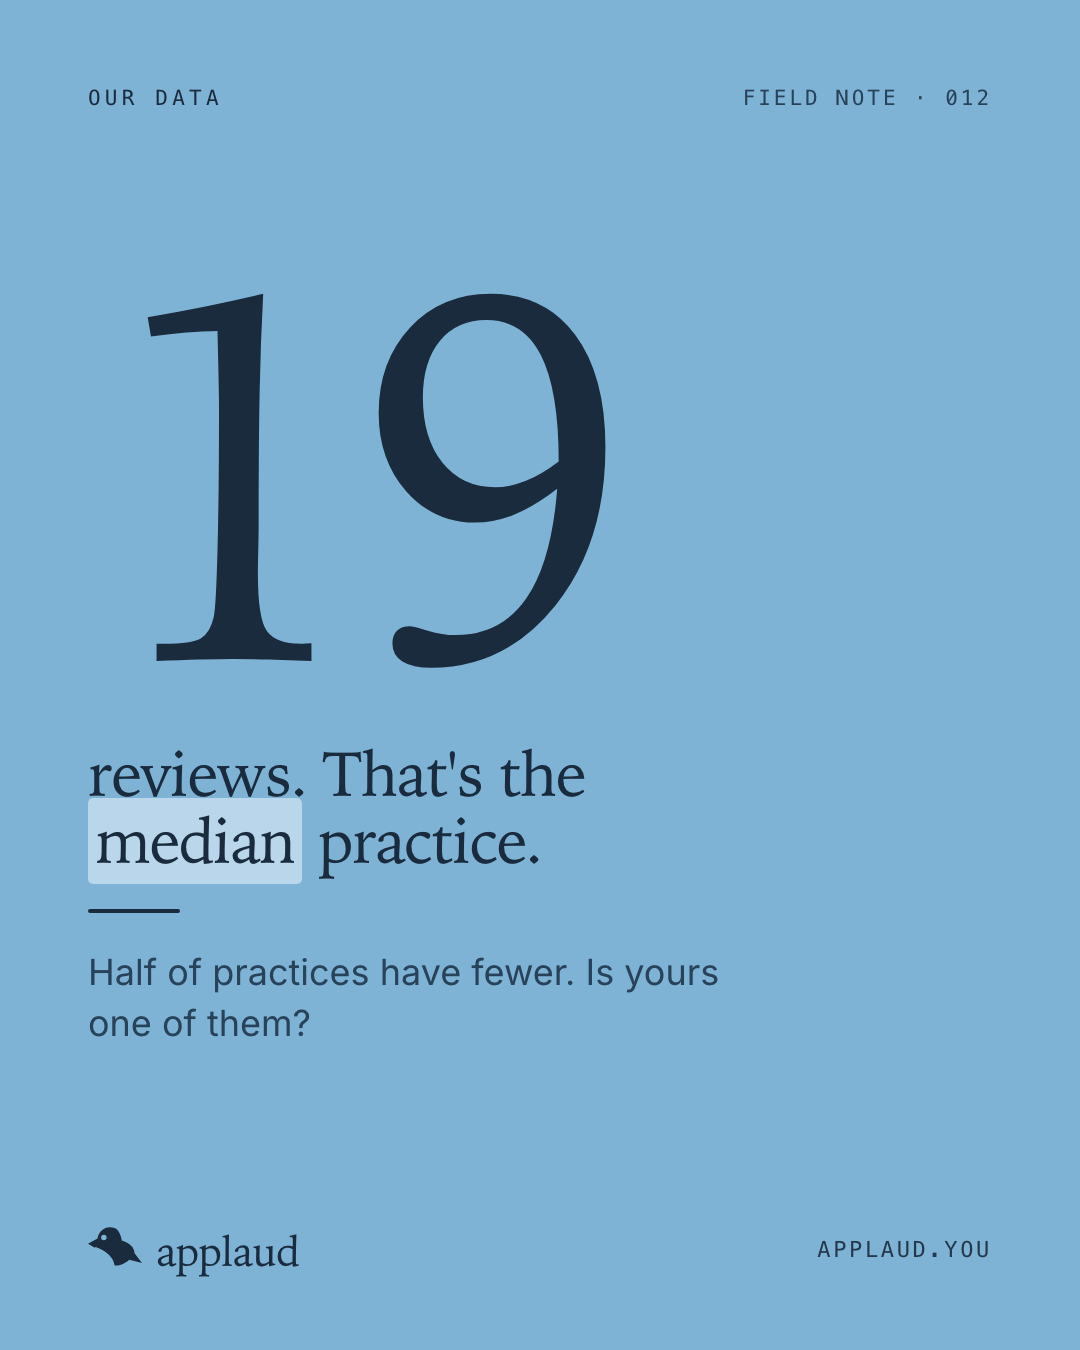 OUR DATA
FIELD NOTE · 012
19
reviews. That's the
median practice.
Half of practices have fewer. Is yours
one of them?
applaud
APPLAUD.YOU